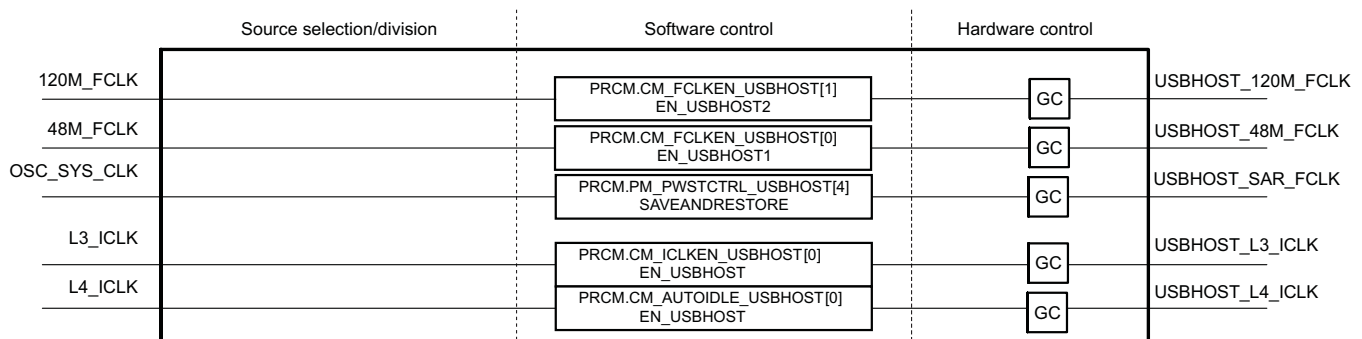 Source selection/division Software control Hardware control
120M_FCLK PRCM.CM_FCLKEN_USBHOST[1] USBHOST_120M_FCLK
EN_USBHOST2 GC
48M_FCLK PRCM.CM_FCLKEN_USBHOST[0] USBHOST_48M_FCLK
EN_USBHOST1 GC
OSC_SYS_CLK PRCM.PM_PWSTCTRL_USBHOST[4] USBHOST_SAR_FCLK
SAVEANDRESTORE GC
L3_ICLK PRCM.CM_ICLKEN_USBHOST[0] USBHOST_L3_ICLK
EN_USBHOST GC
L4_ICLK PRCM.CM_AUTOIDLE_USBHOST[0] USBHOST_L4_ICLK
EN_USBHOST GC